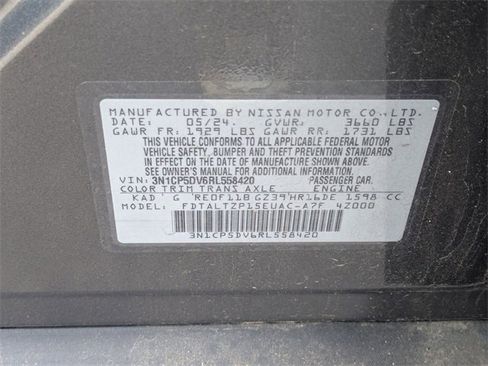 MANUFACTURED BY NISSAN MOTOR CO., LTD.
DATE: 05/24 GVWR: 3660 LBS
GAWR FR: 1929 LBS GAWR RR: 1731 LBS
THIS VEHICLE CONFORMS TO ALL APPLICABLE FEDERAL MOTOR
VEHICLE SAFETY, BUMPER AND THEFT PREVENTION STANDARDS
IN EFFECT ON THE DATE OF MANUFACTURE SHOWN ABOVE.
SEE OWNER'S MANUAL FOR ADDITIONAL INFORMATION.
VIN: 3N1CP5DV6RL558420 PASSENGER CAR
COLOR TRIM TRANS AXLE ENGINE
KAD G RE0F11B GZ39 HR16DE 1598 CC
MODEL: FDTALTZP15EUAC-A7F 4Z000
3N1CP5DV6RL558420